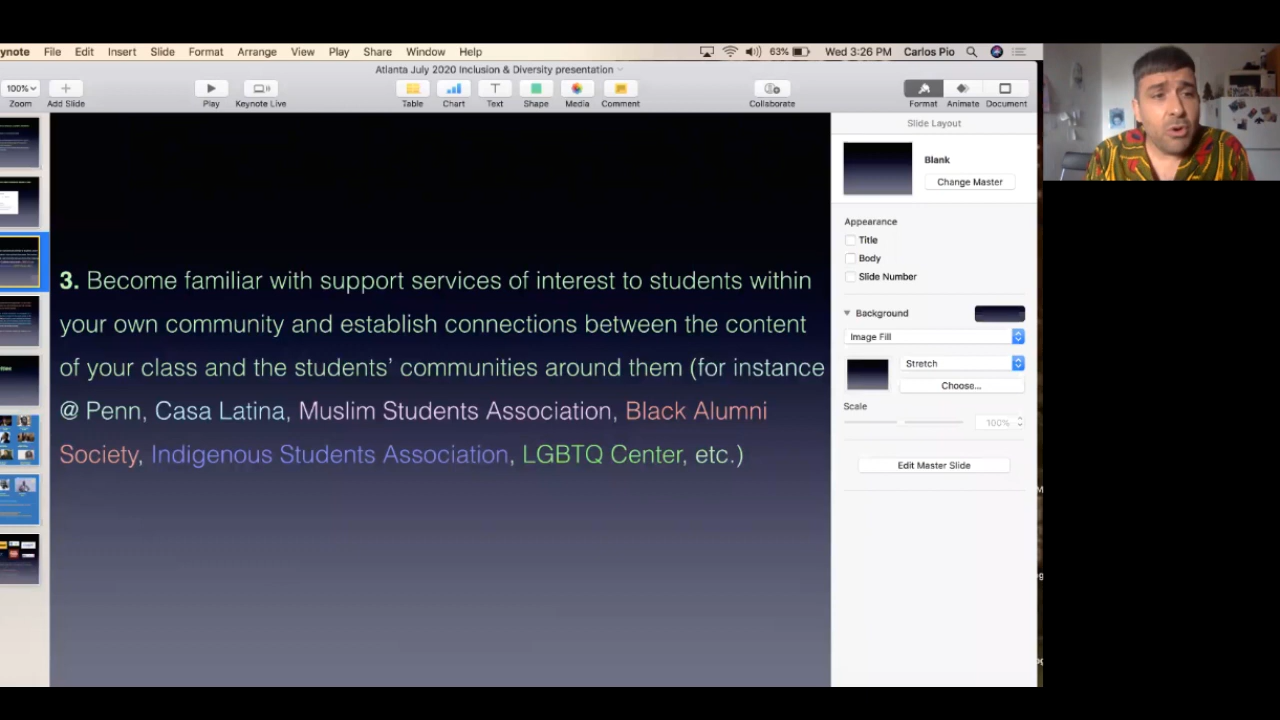 ynote File Edit Insert Slide Format Arrange View Play Share Window Help 63% Wed 3:26 PM Carlos Pio
Atlanta July 2020 Inclusion & Diversity presentation
100%
Zoom Add Slide Play Keynote Live Table Chart Text Shape Media Comment Collaborate Format Animate Document
Slide Layout
Blank
Change Master
Appearance
Title
Body
Slide Number
Background
Image Fill
Stretch
Choose...
Scale
100%
Edit Master Slide
3. Become familiar with support services of interest to students within
your own community and establish connections between the content
of your class and the students’ communities around them (for instance
@ Penn, Casa Latina, Muslim Students Association, Black Alumni
Society, Indigenous Students Association, LGBTQ Center, etc.)